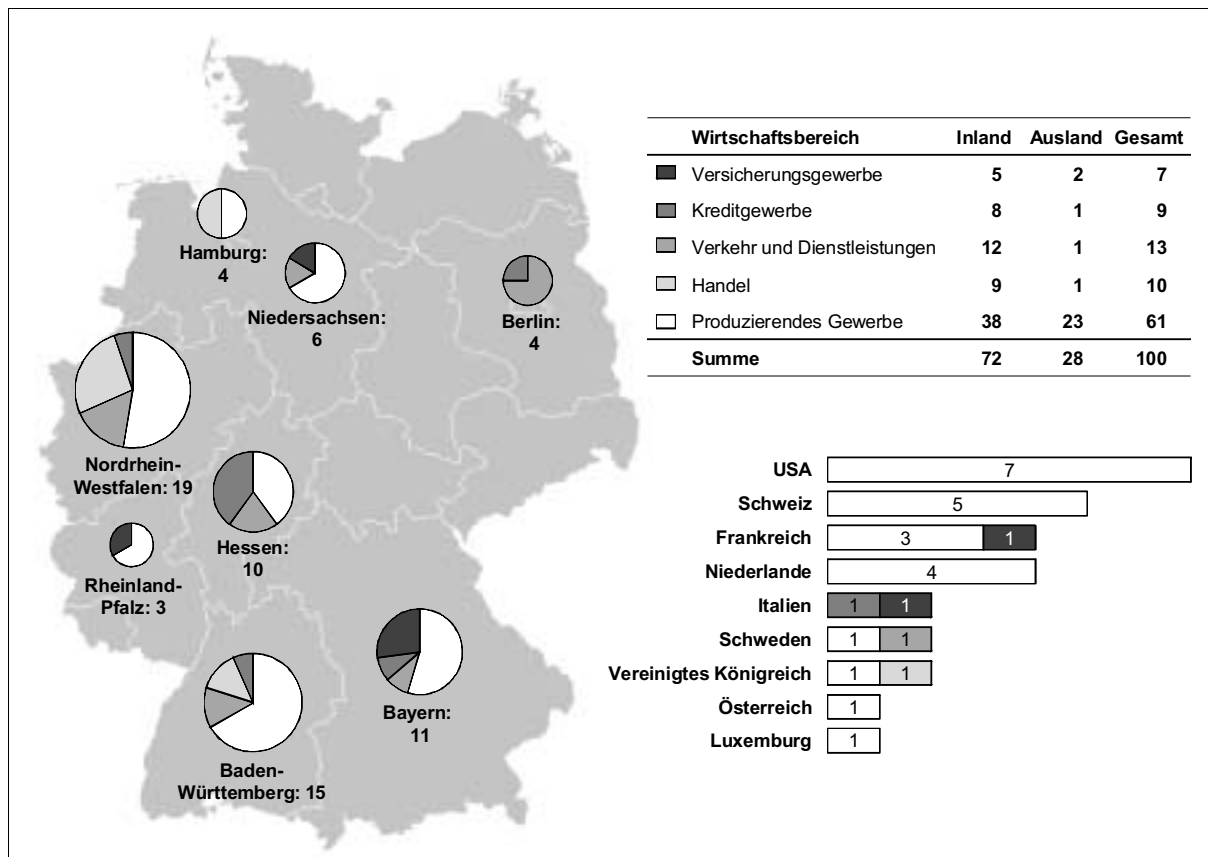 Hamburg:
4
Niedersachsen:
6
Berlin:
4
Nordrhein-
Westfalen: 19
Hessen:
10
Rheinland-
Pfalz: 3
Bayern:
11
Baden-
Württemberg: 15
Wirtschaftsbereich Inland Ausland Gesamt
Versicherungsgewerbe 5 2 7
Kreditgewerbe 8 1 9
Verkehr und Dienstleistungen 12 1 13
Handel 9 1 10
Produzierendes Gewerbe 38 23 61
Summe 72 28 100
USA 7
Schweiz 5
Frankreich 3 1
Niederlande 4
Italien 1 1
Schweden 1 1
Vereinigtes Königreich 1 1
Österreich 1
Luxemburg 1